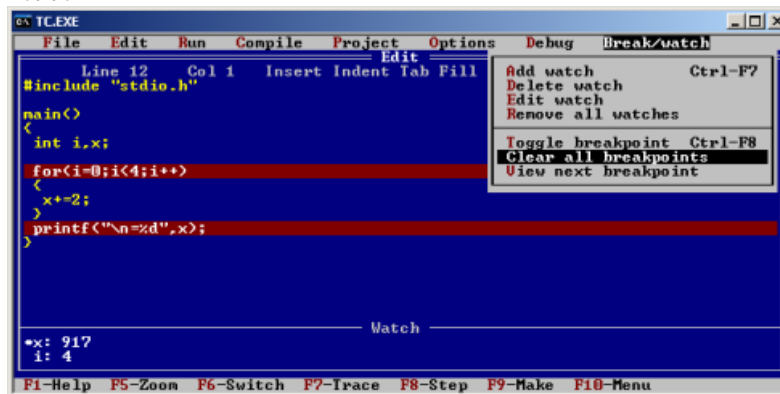 TC.EXE
File Edit Run Compile Project Options Debug Break/watch
Edit
Line 12 Col 1 Insert Indent Tab Fill
#include "stdio.h"
main()
{
int i,x;
for(i=0;i<4;i++)
{
x+=2;
}
printf("\n=%d",x);
}
Add watch Ctrl-F7
Delete watch
Edit watch
Remove all watches
Toggle breakpoint Ctrl-F8
Clear all breakpoints
View next breakpoint
Watch
•x: 917
i: 4
F1-Help F5-Zoom F6-Switch F7-Trace F8-Step F9-Make F10-Menu